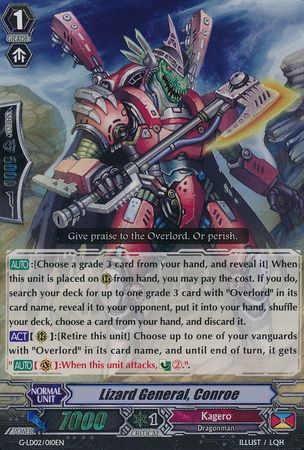 1
GRADE
SHIELD
5000
Give praise to the Overlord. Or perish.
AUTO:[Choose a grade 3 card from your hand, and reveal it] When
this unit is placed on from hand, you may pay the cost. If you do,
search your deck for up to one grade 3 card with "Overlord" in its
card name, reveal it to your opponent, put it into your hand, shuffle
your deck, choose a card from your hand, and discard it.
ACT [ ]:[Retire this unit] Choose up to one of your vanguards
with "Overlord" in its card name, and until end of turn, it gets
"AUTO [ ]:When this unit attacks, ②."
NORMAL
UNIT
Lizard General, Conroe
POWER
7000
1
CRITICAL
Kagero
Dragonman
G-LD02/010EN
ILLUST / LQH